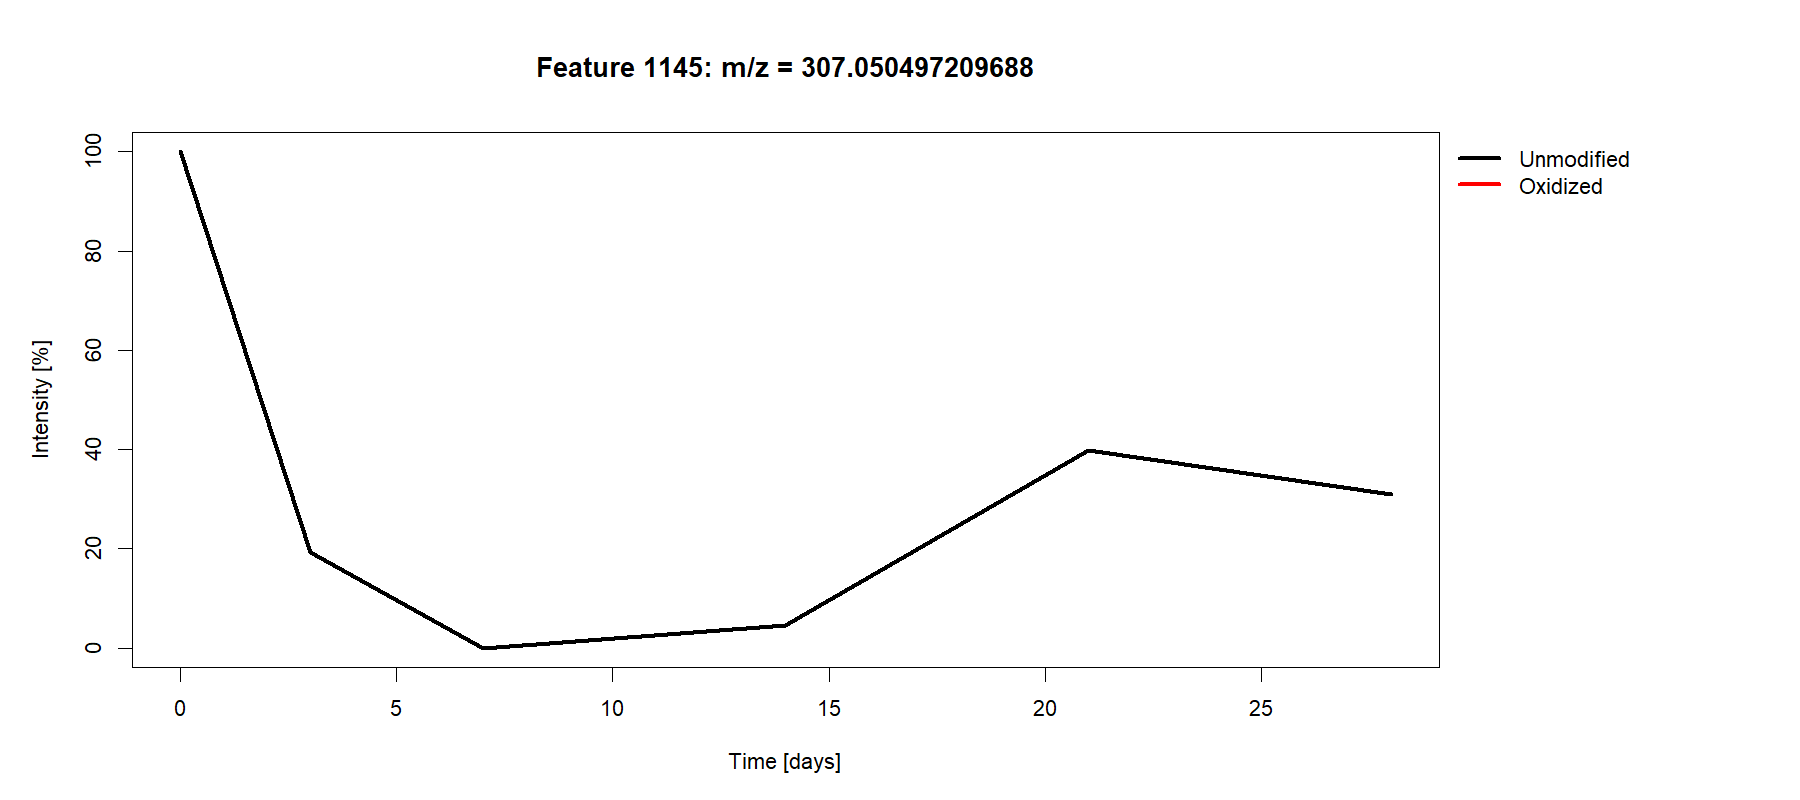 Feature 1145: m/z = 307.050497209688
Unmodified
Oxidized
Intensity [%]
100
80
60
40
20
0
0 5 10 15 20 25
Time [days]